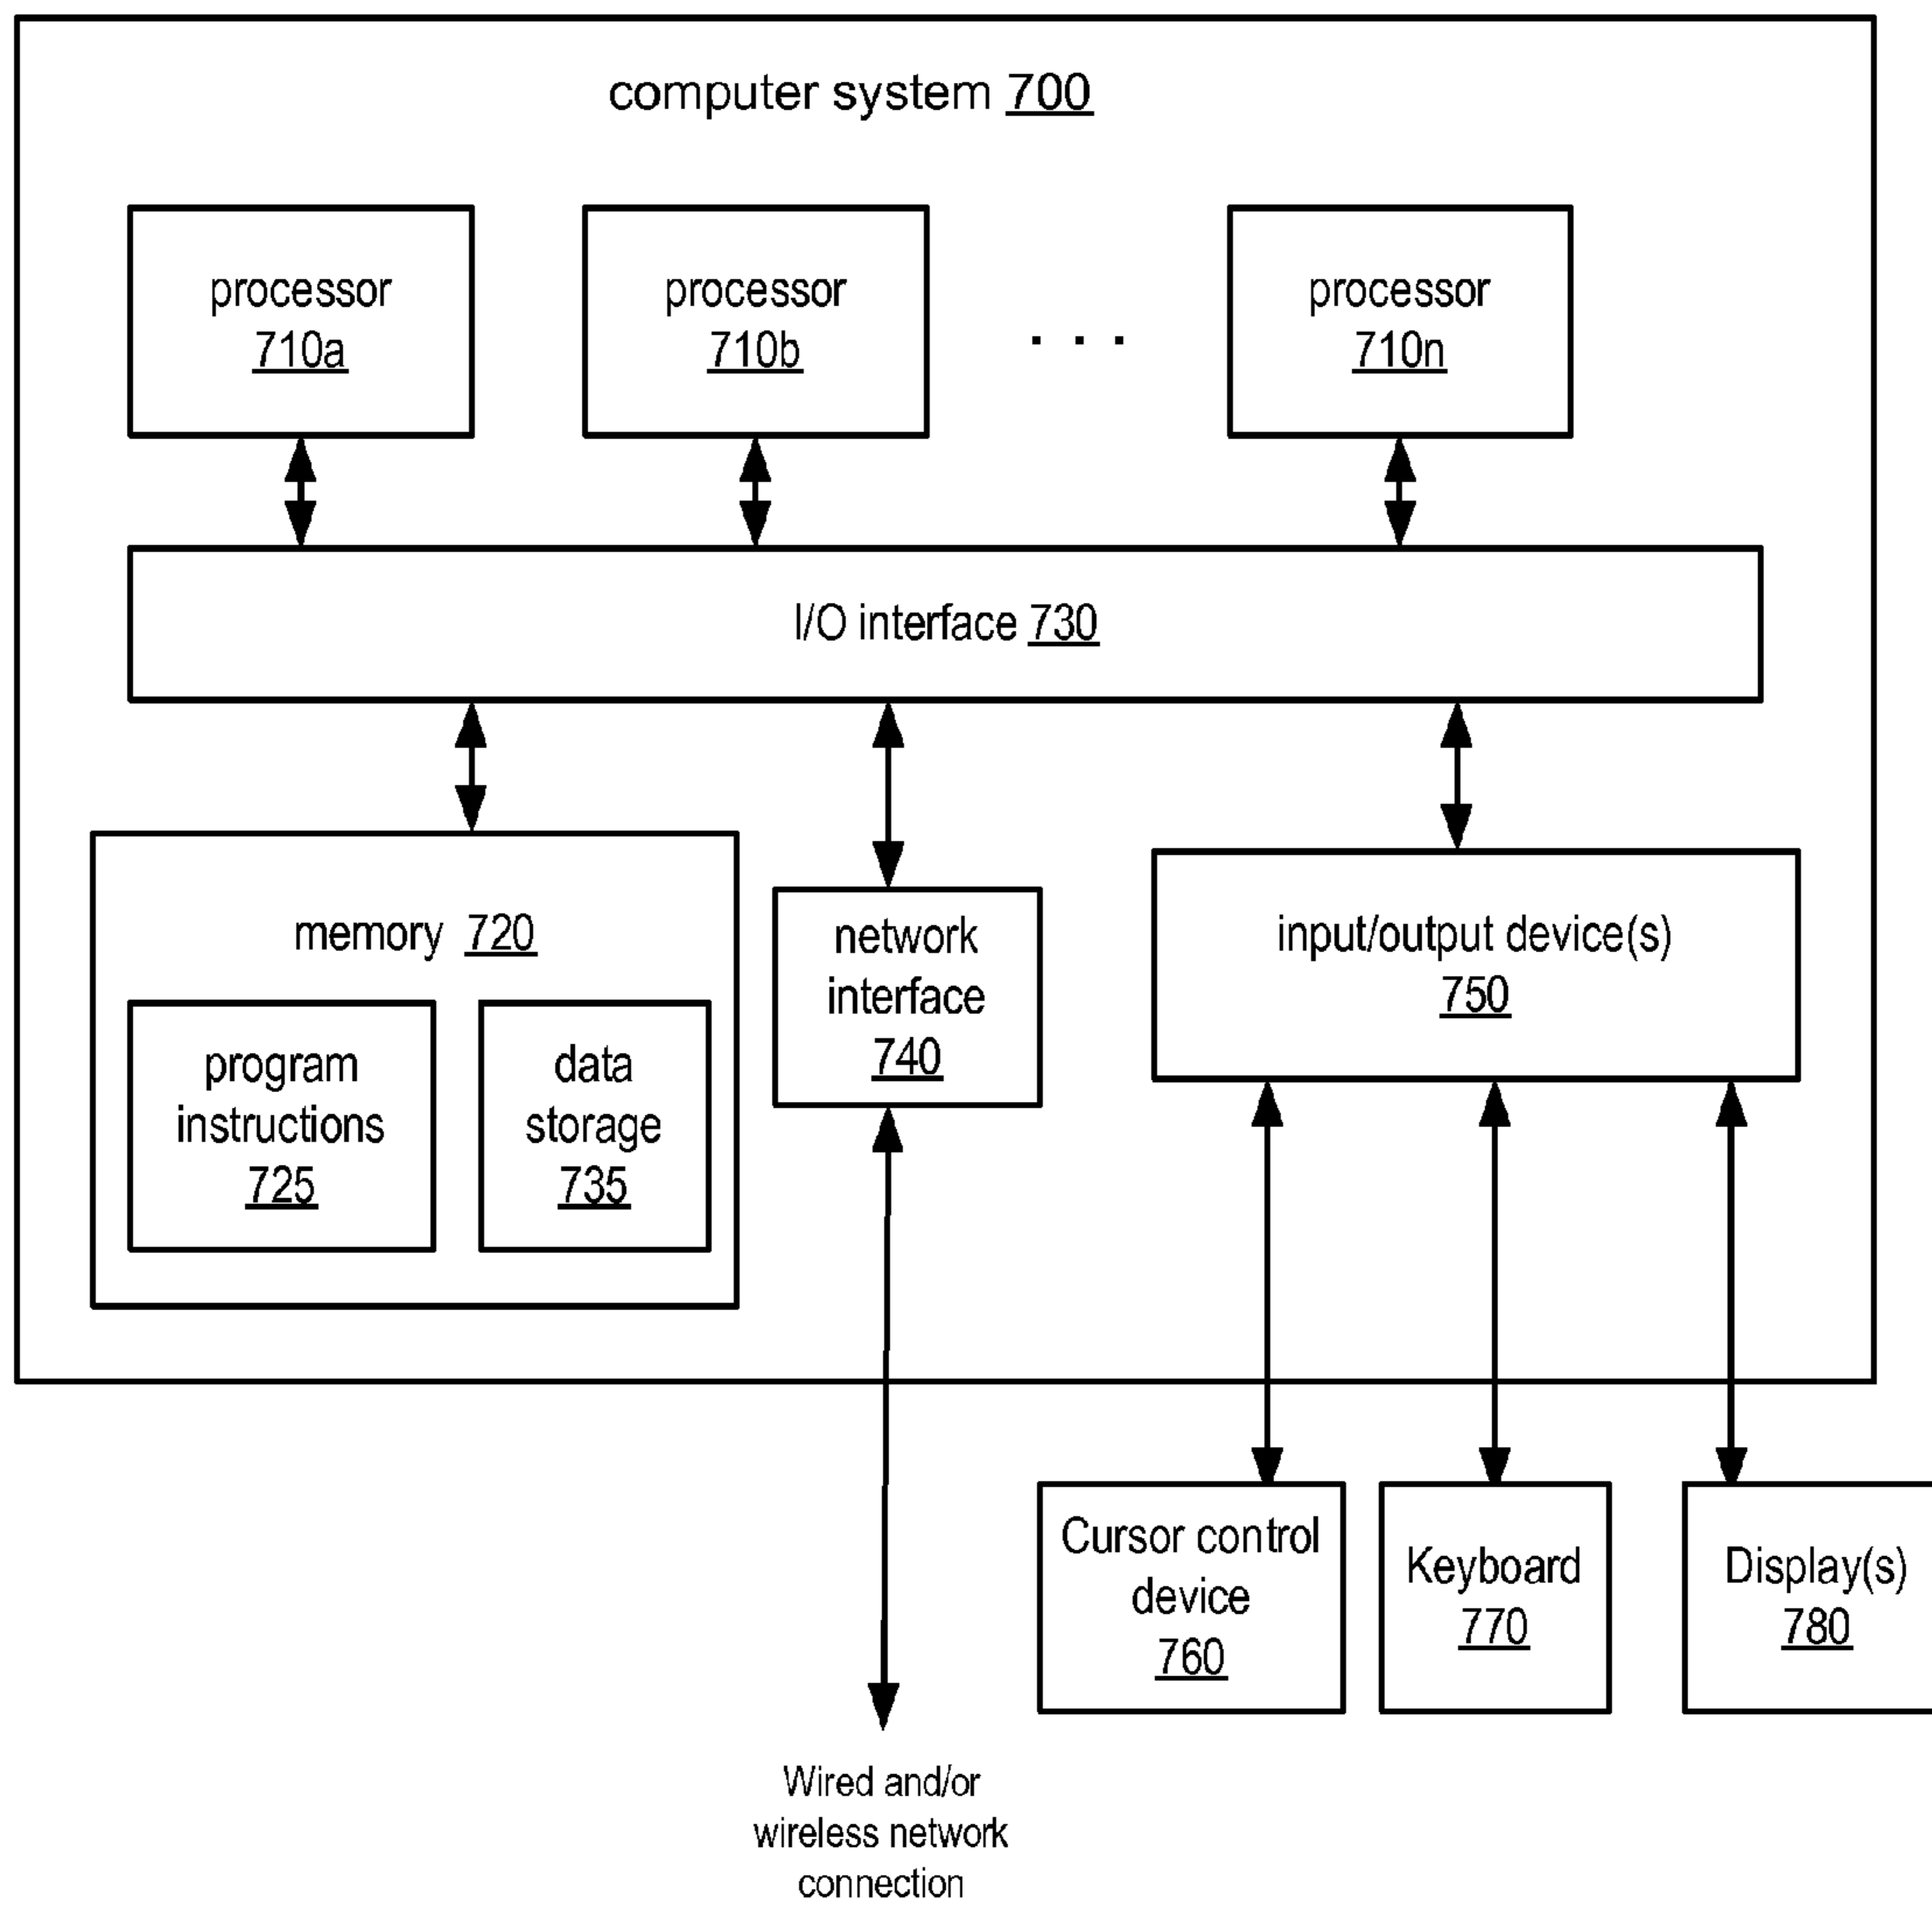 computer system 700
processor
710a
processor
710b
. . .
processor
710n
I/O interface 730
memory 720
program
instructions
725
data
storage
735
network
interface
740
input/output device(s)
750
Cursor control
device
760
Keyboard
770
Display(s)
780
Wired and/or
wireless network
connection